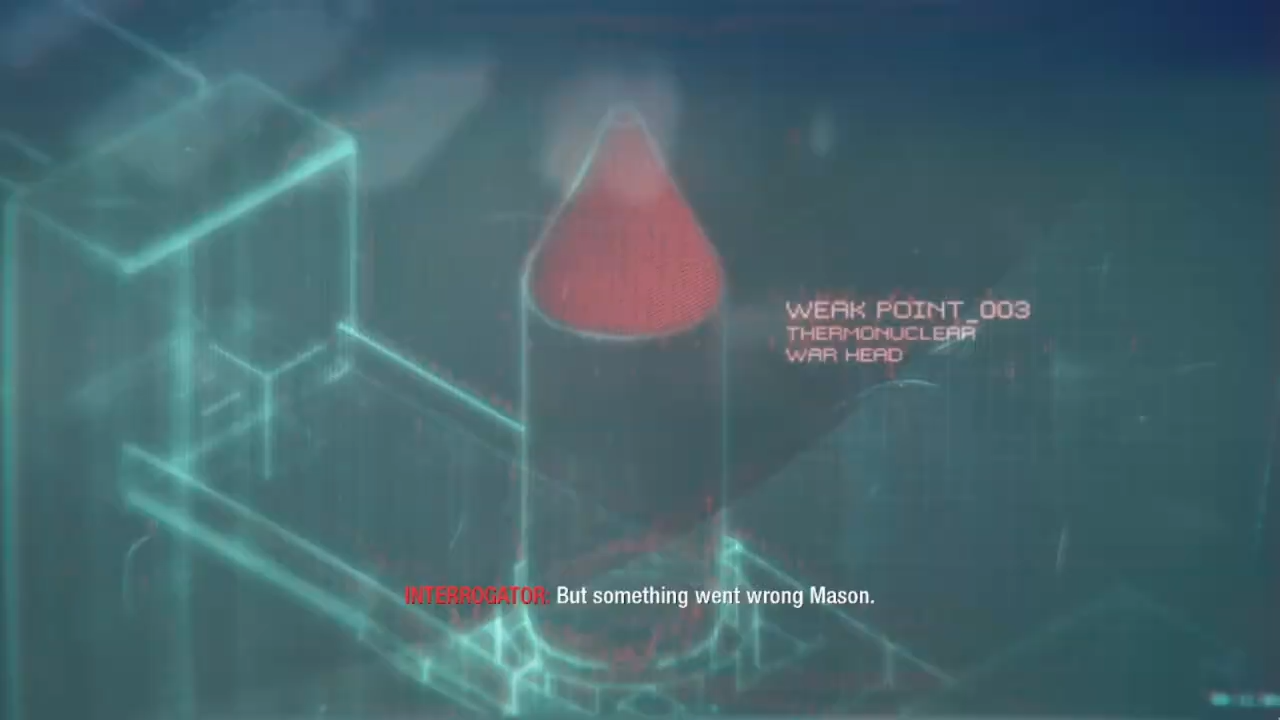 WEAK POINT_003
THERMONUCLEAR
WAR HEAD
INTERROGATOR: But something went wrong Mason.